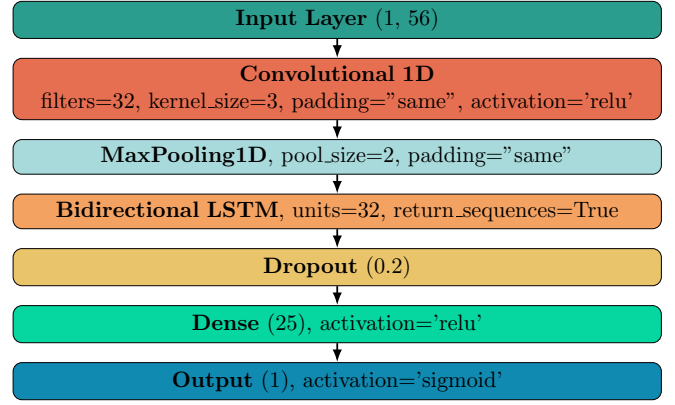 Input Layer (1, 56)
Convolutional 1D
filters=32, kernel_size=3, padding=”same”, activation=’relu’
MaxPooling1D, pool_size=2, padding=”same”
Bidirectional LSTM, units=32, return_sequences=True
Dropout (0.2)
Dense (25), activation=’relu’
Output (1), activation=’sigmoid’